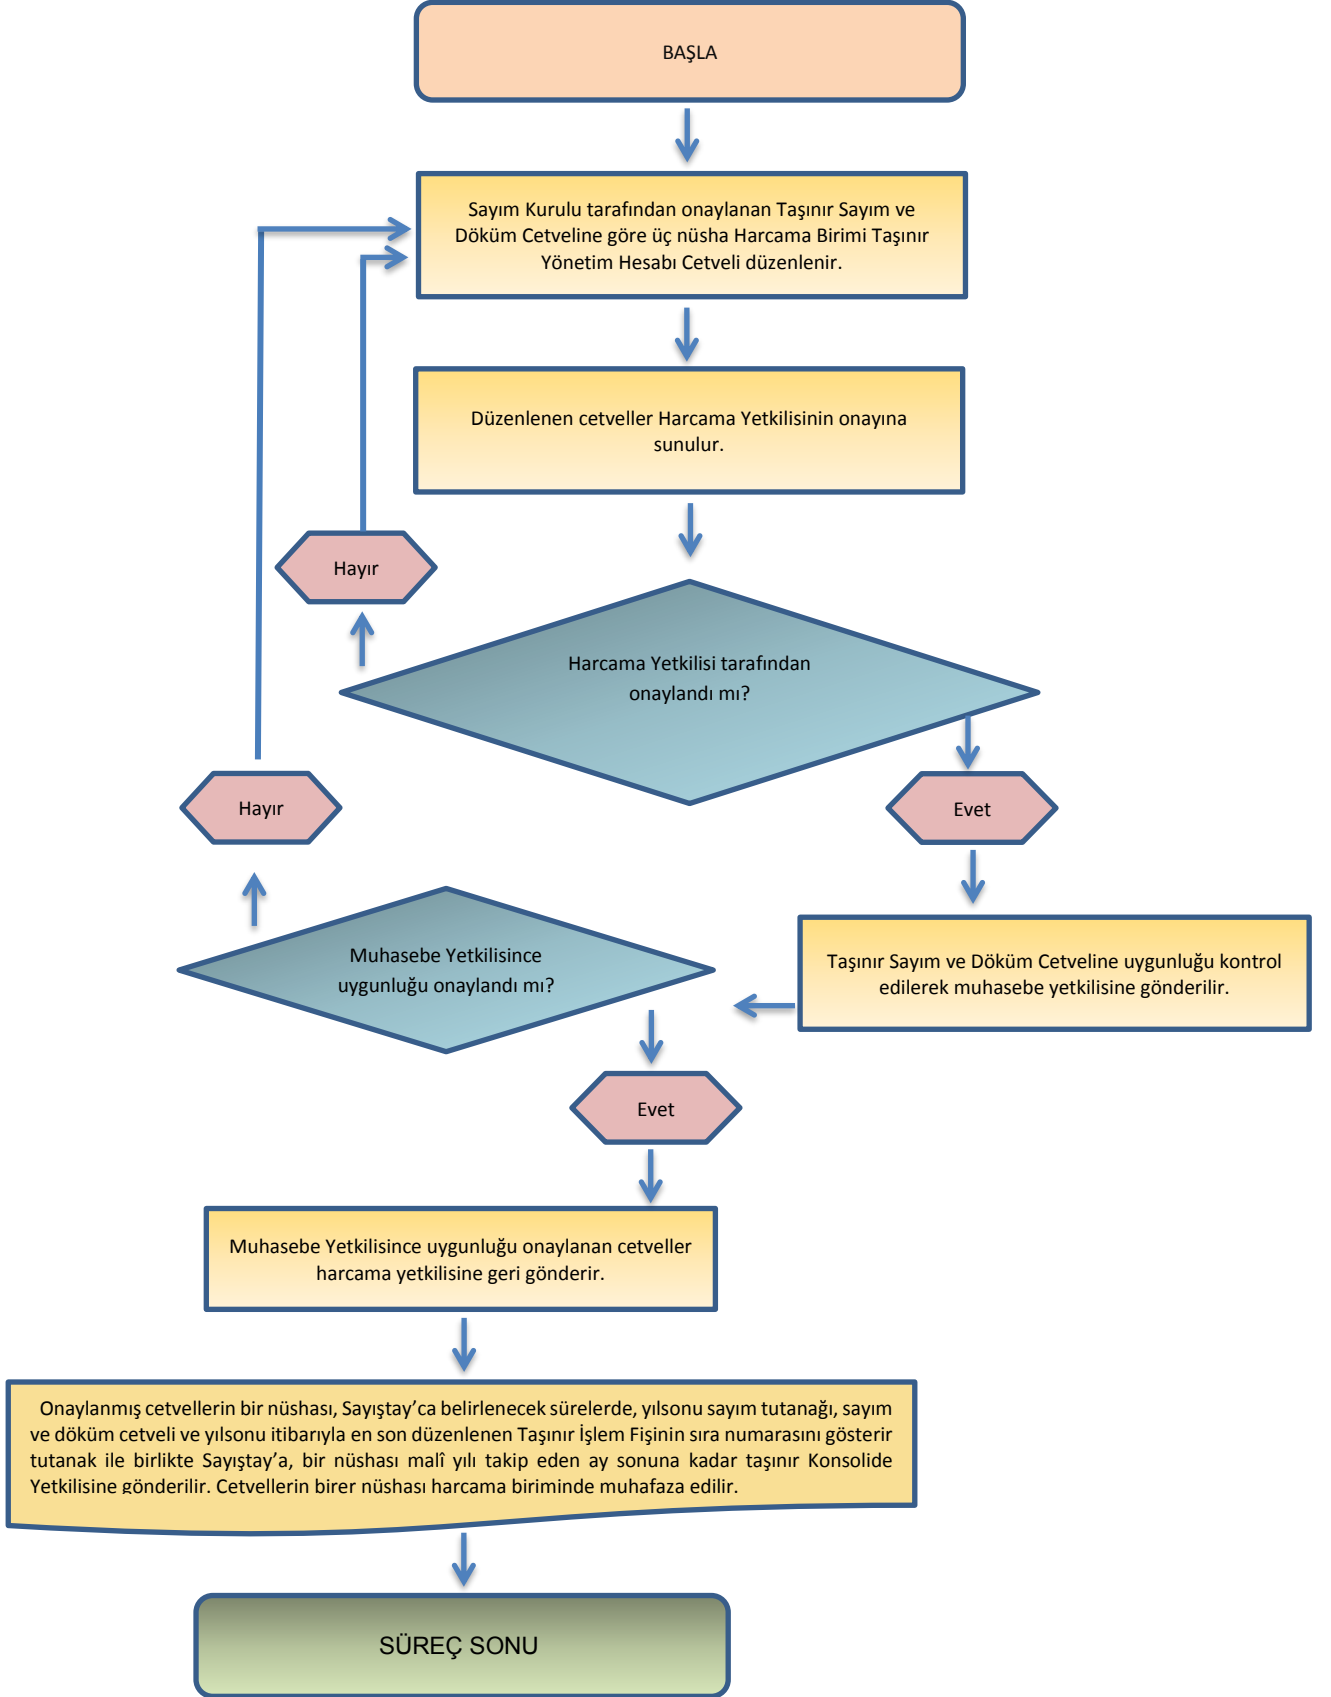 BAŞLA
Sayım Kurulu tarafından onaylanan Taşınır Sayım ve
Döküm Cetveline göre üç nüsha Harcama Birimi Taşınır
Yönetim Hesabı Cetveli düzenlenir.
Düzenlenen cetveller Harcama Yetkilisinin onayına
sunulur.
Hayır
Harcama Yetkilisi tarafından
onaylandı mı?
Hayır
Evet
Muhasebe Yetkilisince
uygunluğu onaylandı mı?
Taşınır Sayım ve Döküm Cetveline uygunluğu kontrol
edilerek muhasebe yetkilisine gönderilir.
Evet
Muhasebe Yetkilisince uygunluğu onaylanan cetveller
harcama yetkilisine geri gönderir.
Onaylanmış cetvellerin bir nüshası, Sayıştay’ca belirlenecek sürelerde, yılsonu sayım tutanağı, sayım
ve döküm cetveli ve yılsonu itibarıyla en son düzenlenen Taşınır İşlem Fişinin sıra numarasını gösterir
tutanak ile birlikte Sayıştay’a, bir nüshası malî yılı takip eden ay sonuna kadar taşınır Konsolide
Yetkilisine gönderilir. Cetvellerin birer nüshası harcama biriminde muhafaza edilir.
SÜREÇ SONU